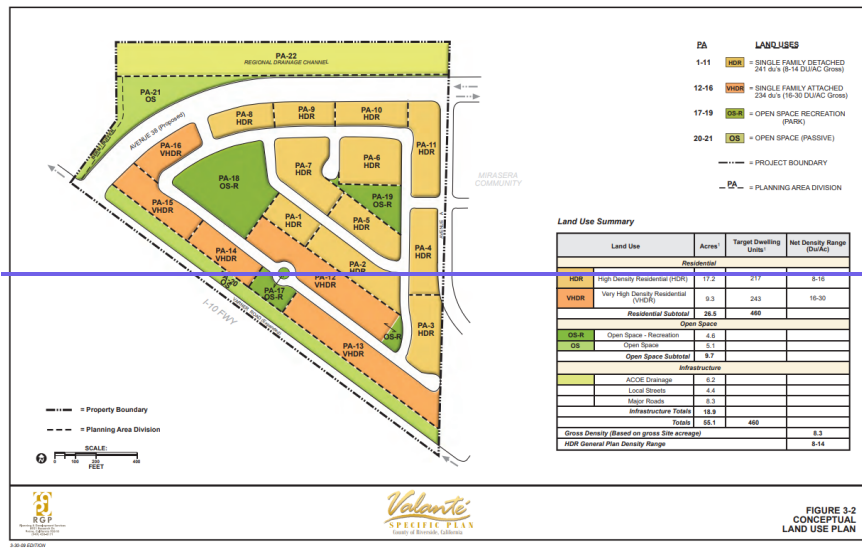 PA-22
REGIONAL DRAINAGE CHANNEL
PA-21
OS
AVENUE 38 (Proposed)
PA-8
HDR
PA-9
HDR
PA-10
HDR
PA-11
HDR
PA-16
VHDR
PA-18
OS-R
PA-7
HDR
PA-6
HDR
PA-19
OS-R
MIRASERA
COMMUNITY
PA-15
VHDR
PA-1
HDR
PA-5
HDR
PA-14
VHDR
PA-2
HDR
PA-4
HDR
PA-20
OS
PA-17
OS-R
PA-12
VHDR
I-10 FWY
PA-13
VHDR
OS-R
PA-3
HDR
PA LAND USES
1-11 HDR = SINGLE FAMILY DETACHED
241 du's (8-14 DU/AC Gross)
12-16 VHDR = SINGLE FAMILY ATTACHED
234 du's (16-30 DU/AC Gross)
17-19 OS-R = OPEN SPACE RECREATION
(PARK)
20-21 OS = OPEN SPACE (PASSIVE)
= PROJECT BOUNDARY
PA = PLANNING AREA DIVISION
Land Use Summary
Land Use Acres¹ Target Dwelling Units¹ Net Density Range (Du/Ac)
Residential
HDR High Density Residential (HDR) 17.2 217 8-16
VHDR Very High Density Residential (VHDR) 9.3 243 16-30
Residential Subtotal 26.5 460
Open Space
OS-R Open Space - Recreation 4.6
OS Open Space 5.1
Open Space Subtotal 9.7
Infrastructure
ACOE Drainage 6.2
Local Streets 4.4
Major Roads 8.3
Infrastructure Totals 18.9
Totals 55.1 460
Gross Density (Based on gross Site acreage) 8.3
HDR General Plan Density Range 8-14
= Property Boundary
= Planning Area Division
SCALE:
0 100 200 400
FEET
RGP
Valanté
SPECIFIC PLAN
County of Riverside, California
FIGURE 3-2
CONCEPTUAL
LAND USE PLAN
3-30-09 EDITION